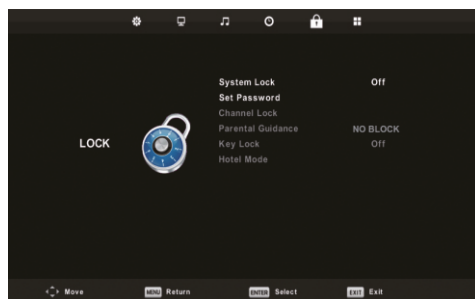 System Lock Off
Set Password
Channel Lock
Parental Guidance NO BLOCK
LOCK
Key Lock Off
Hotel Mode
Move MENU Return ENTER Select EXIT Exit